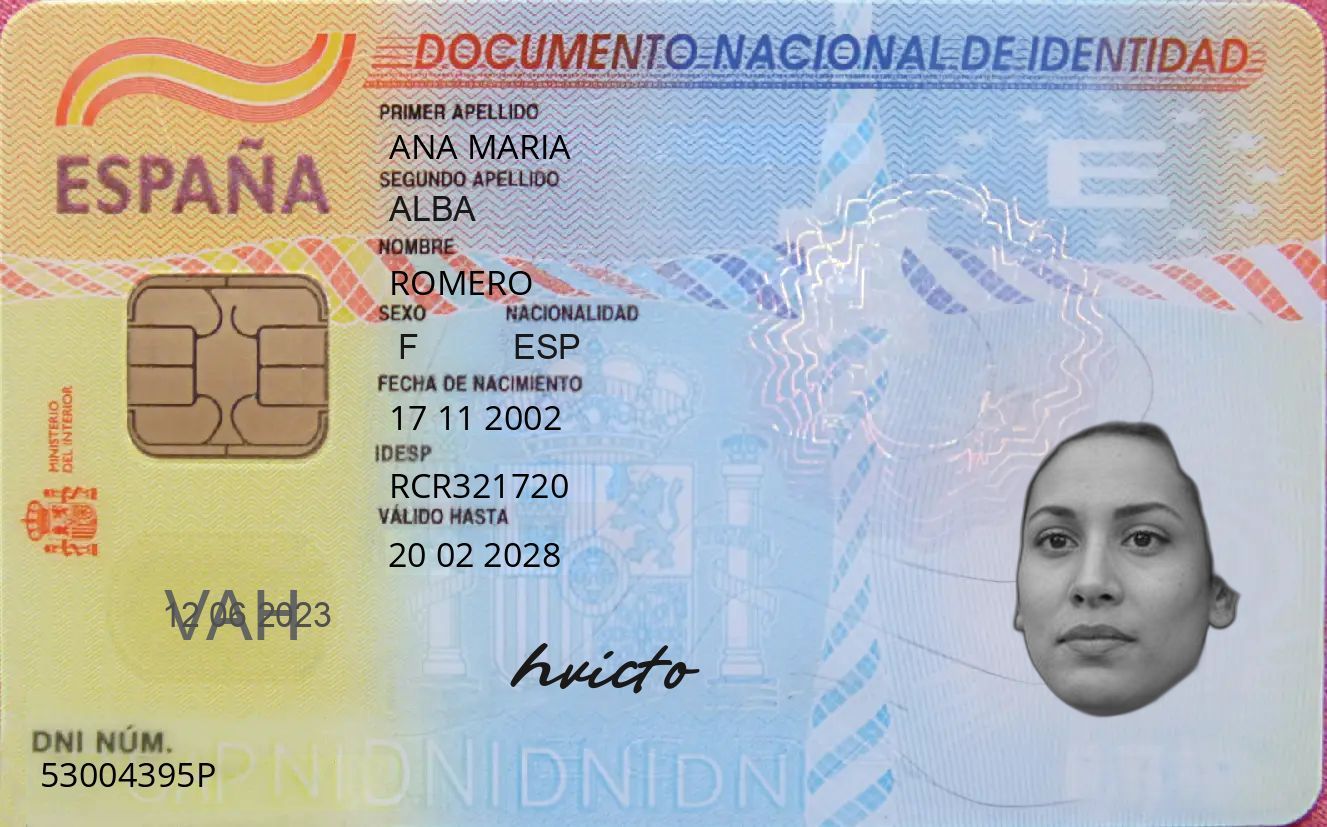 DOCUMENTO NACIONAL DE IDENTIDAD
ESPAÑA
PRIMER APELLIDO
ANA MARIA
SEGUNDO APELLIDO
ALBA
NOMBRE
ROMERO
SEXO NACIONALIDAD
F ESP
FECHA DE NACIMIENTO
17 11 2002
IDESP
RCR321720
VÁLIDO HASTA
20 02 2028
MINISTERIO
DEL INTERIOR
E
VAH
12 06 2023
hvicto
DNI NÚM.
53004395P
DNIDNIDNIDN